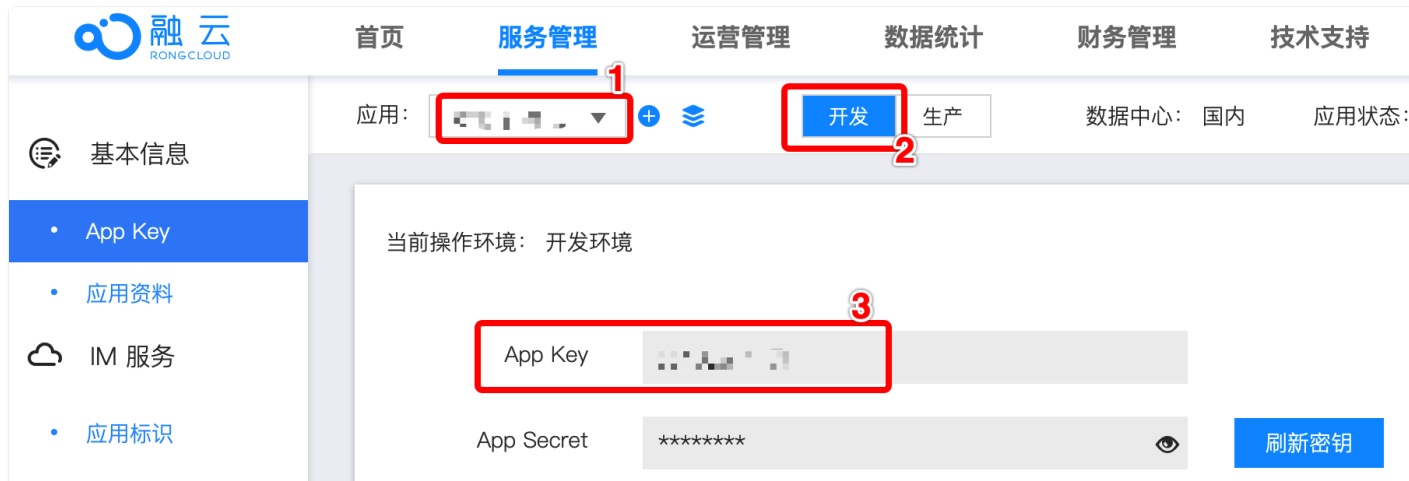 融云
RONGCLOUD
首页 服务管理 运营管理 数据统计 财务管理 技术支持
1
应用: 开发 生产 数据中心: 国内 应用状态:
2
基本信息
App Key
当前操作环境: 开发环境
应用资料
3
IM 服务
App Key
App Secret ******** 刷新密钥
应用标识